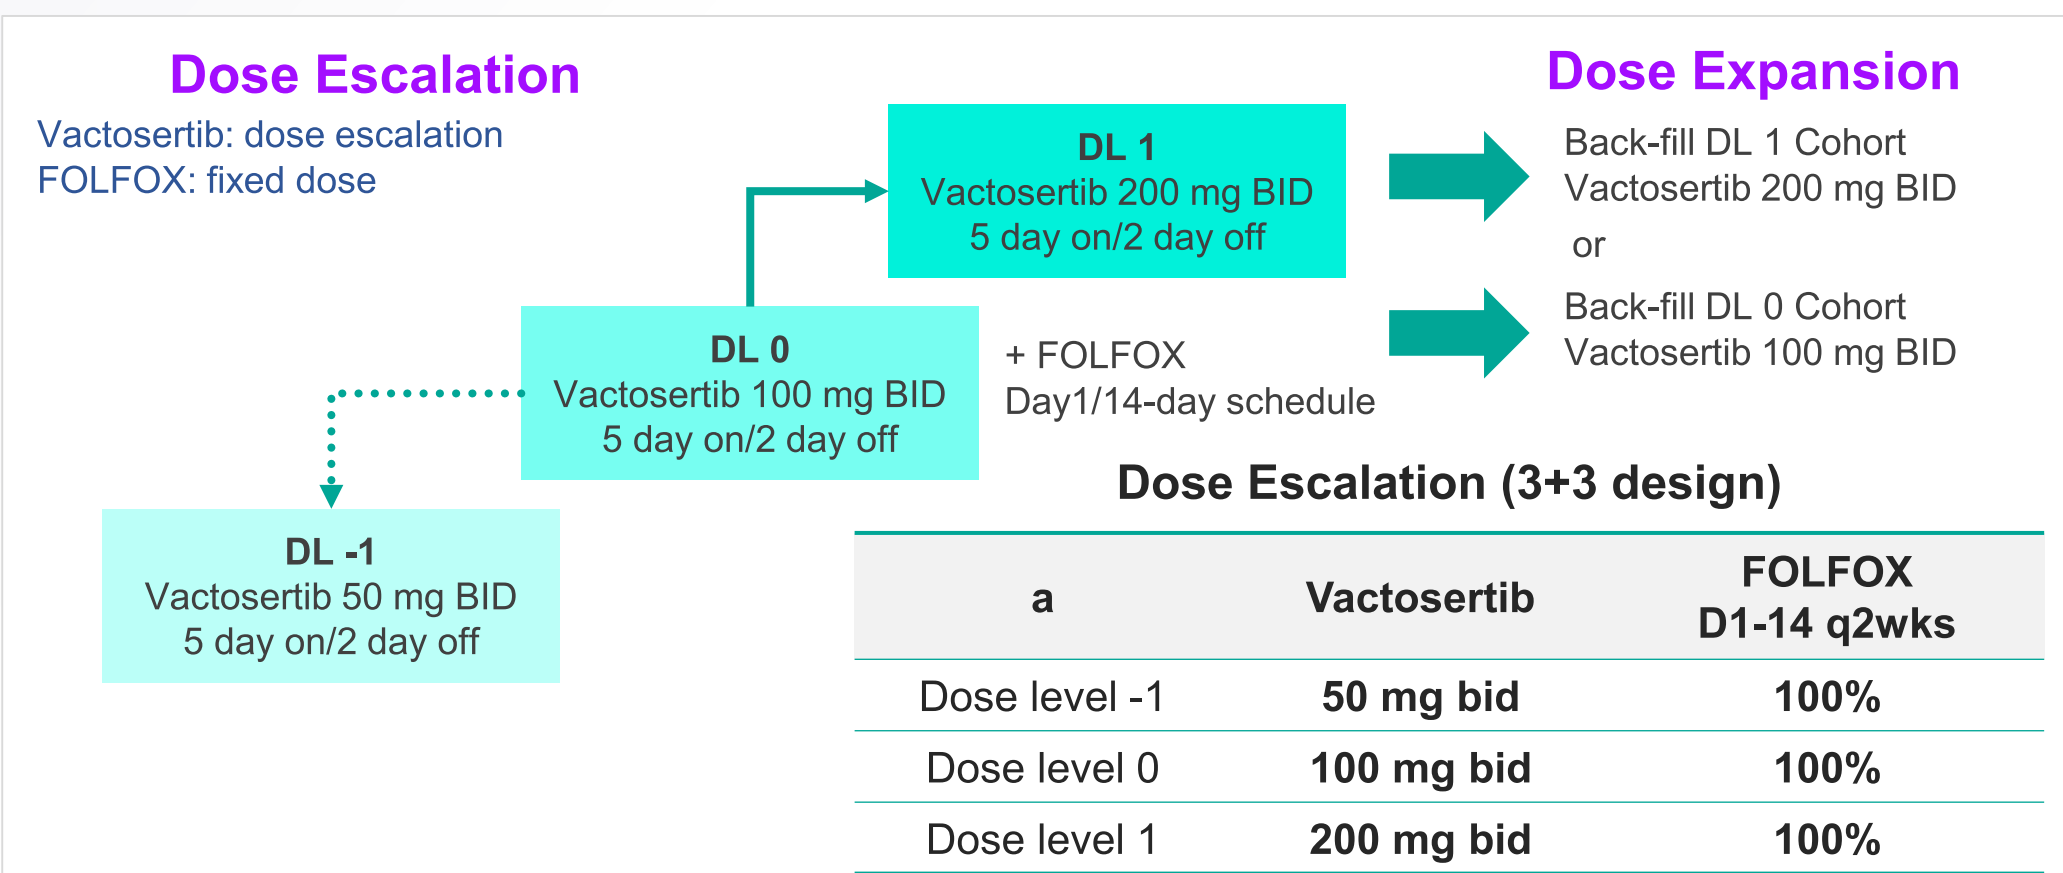 Dose Escalation
Vactosertib: dose escalation
FOLFOX: fixed dose
DL 1
Vactosertib 200 mg BID
5 day on/2 day off
DL 0
Vactosertib 100 mg BID
5 day on/2 day off
DL -1
Vactosertib 50 mg BID
5 day on/2 day off
+ FOLFOX
Day1/14-day schedule
Dose Expansion
Back-fill DL 1 Cohort
Vactosertib 200 mg BID
or
Back-fill DL 0 Cohort
Vactosertib 100 mg BID
Dose Escalation (3+3 design)
a Vactosertib FOLFOX
D1-14 q2wks
Dose level -1 50 mg bid 100%
Dose level 0 100 mg bid 100%
Dose level 1 200 mg bid 100%